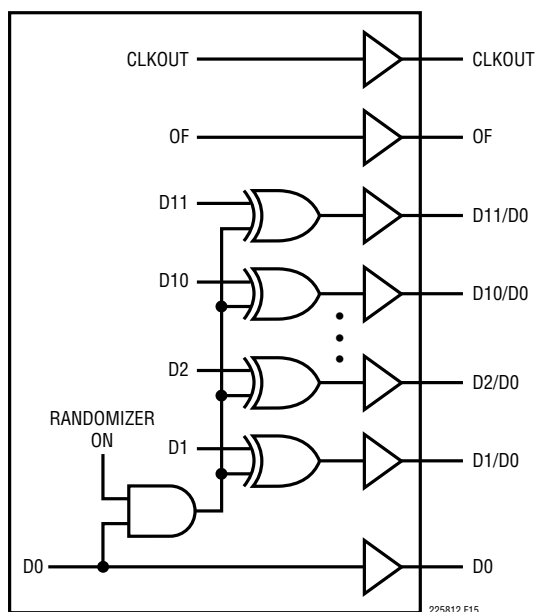 CLKOUT
CLKOUT
OF
OF
D11
D11/D0
D10
D10/D0
D2
D2/D0
RANDOMIZER
ON
D1
D1/D0
D0
D0
225812 F15